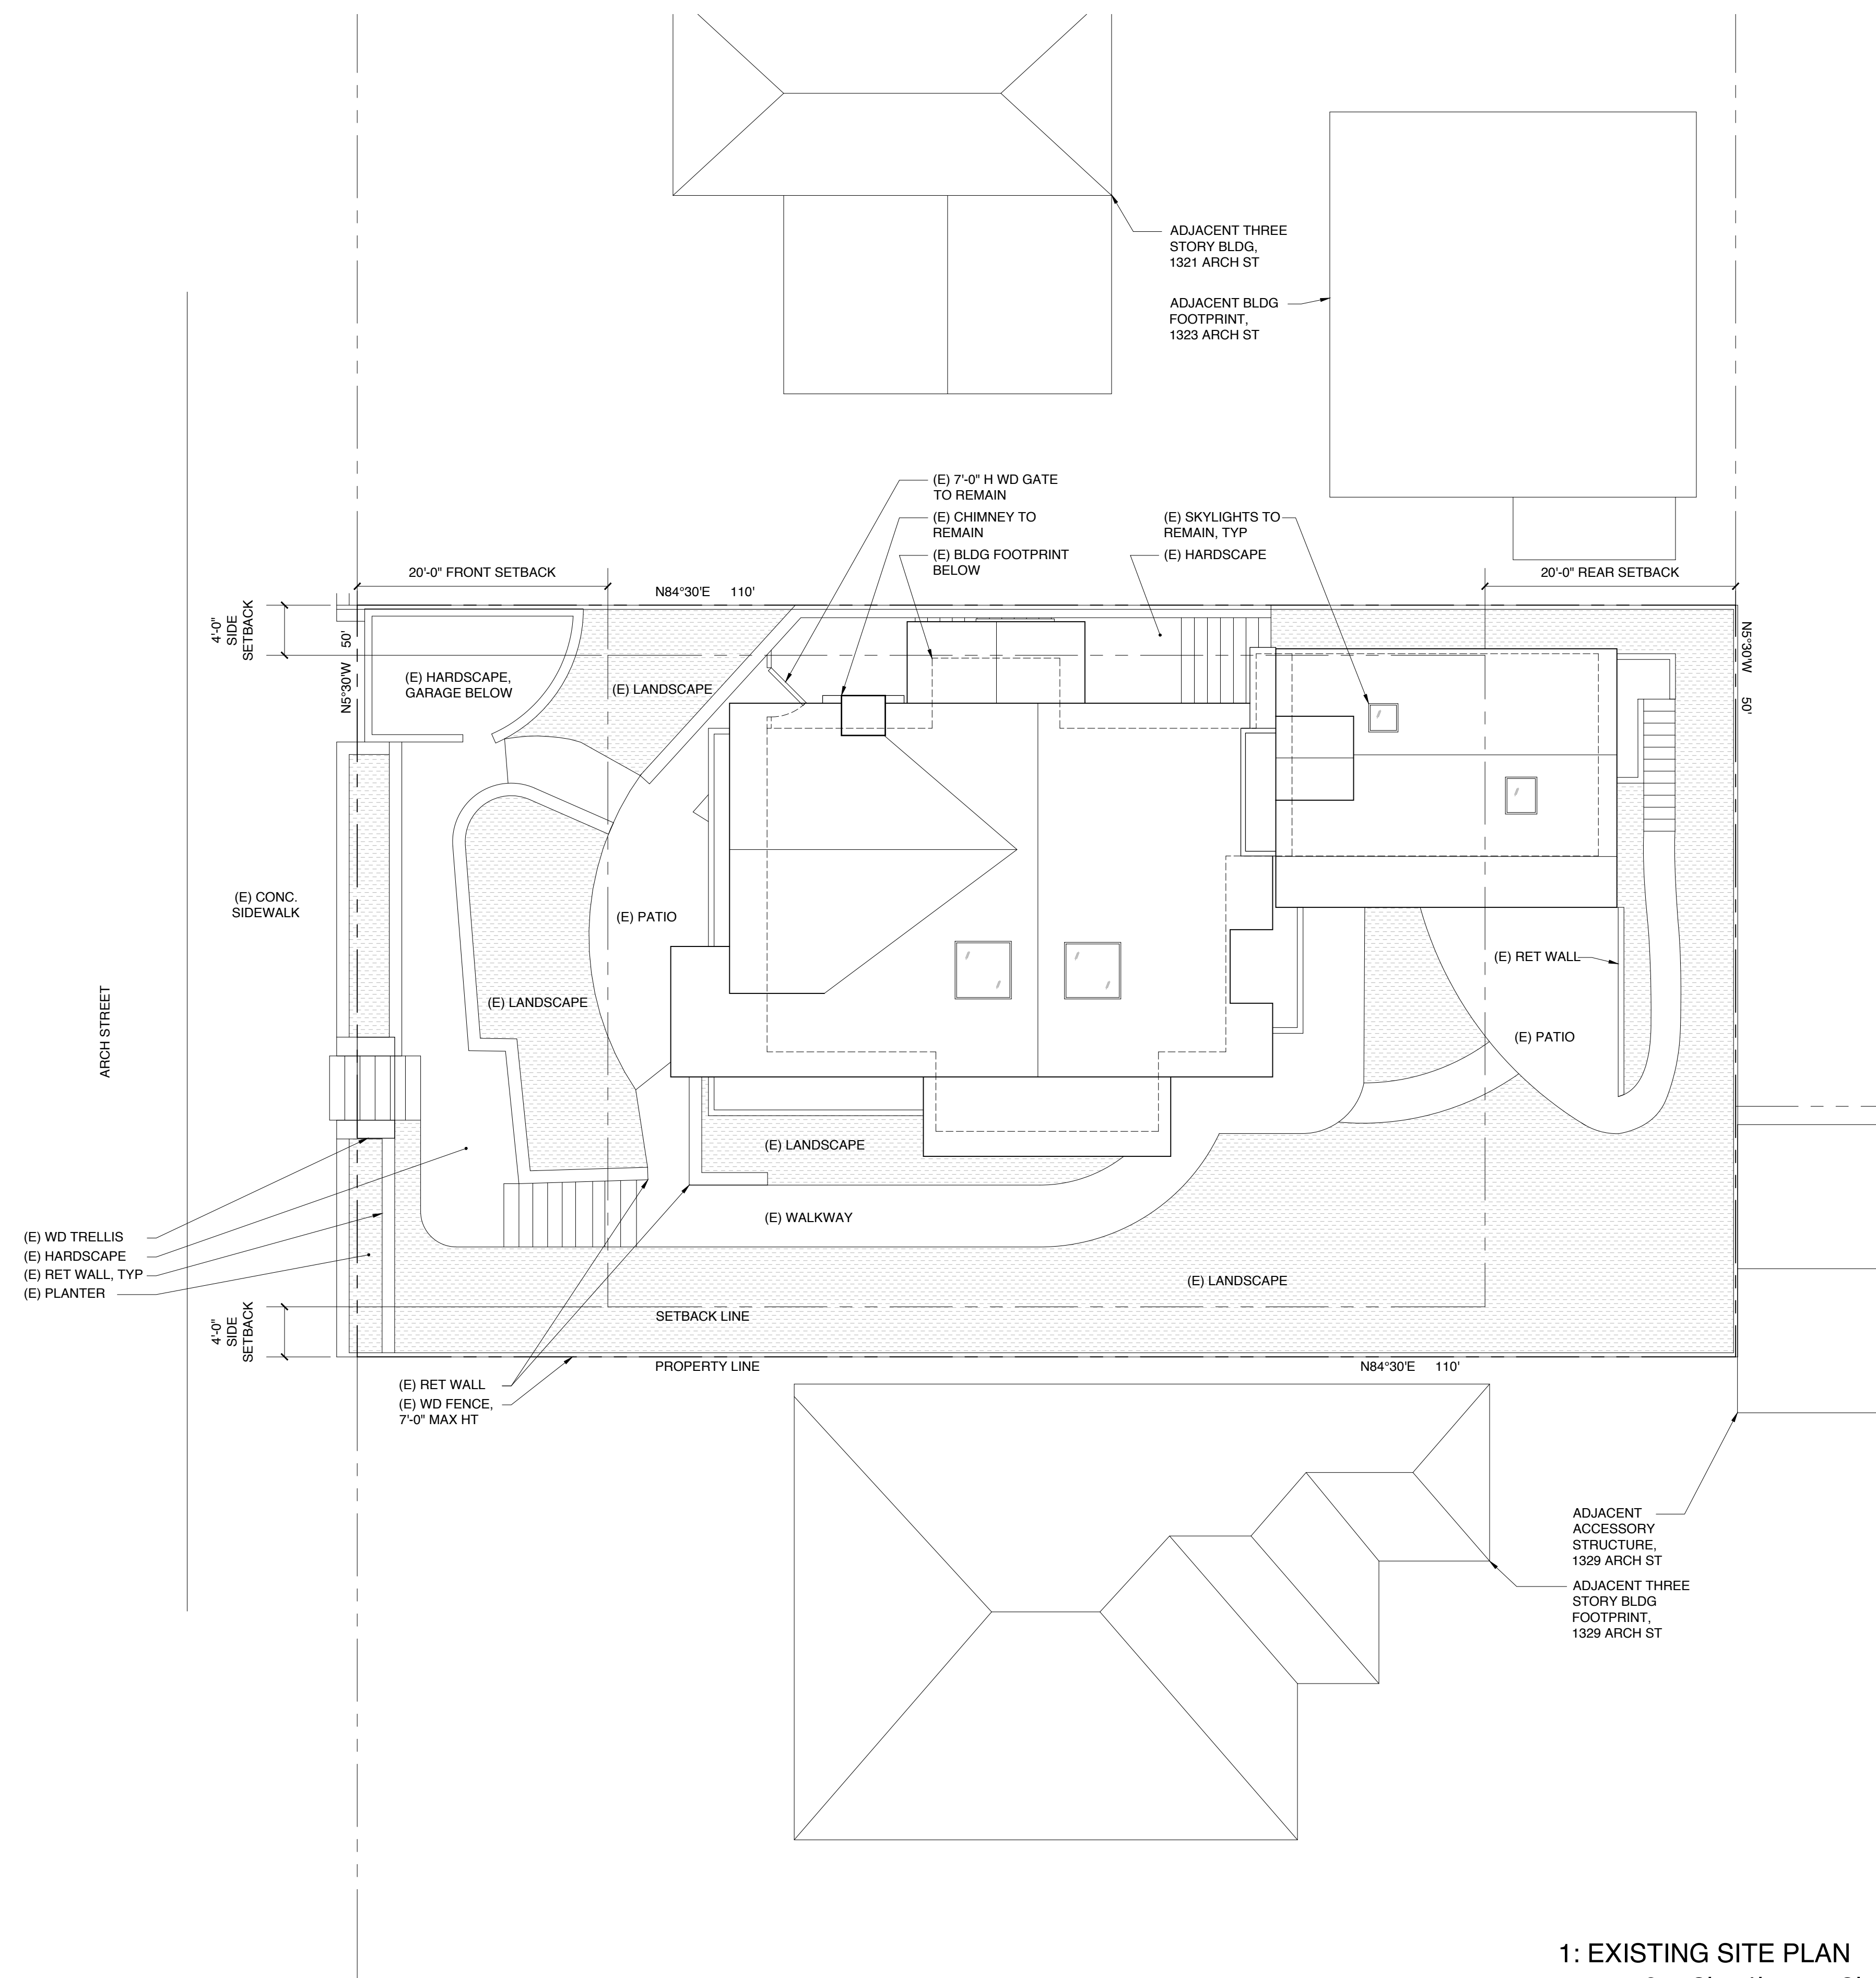 ADJACENT THREE
STORY BLDG,
1321 ARCH ST
ADJACENT BLDG
FOOTPRINT,
1323 ARCH ST
(E) 7'-0" H WD GATE
TO REMAIN
(E) CHIMNEY TO
REMAIN
(E) BLDG FOOTPRINT
BELOW
(E) SKYLIGHTS TO
REMAIN, TYP
(E) HARDSCAPE
20'-0" FRONT SETBACK
N84°30'E 110'
20'-0" REAR SETBACK
4'-0"
SIDE
SETBACK
N5°30'W 50'
N5°30'W 50'
(E) HARDSCAPE,
GARAGE BELOW
(E) LANDSCAPE
(E) CONC.
SIDEWALK
(E) PATIO
(E) LANDSCAPE
(E) RET WALL
(E) PATIO
ARCH STREET
(E) LANDSCAPE
(E) WALKWAY
(E) WD TRELLIS
(E) HARDSCAPE
(E) RET WALL, TYP
(E) PLANTER
(E) LANDSCAPE
4'-0"
SIDE
SETBACK
SETBACK LINE
PROPERTY LINE
N84°30'E 110'
(E) RET WALL
(E) WD FENCE,
7'-0" MAX HT
ADJACENT
ACCESSORY
STRUCTURE,
1329 ARCH ST
ADJACENT THREE
STORY BLDG
FOOTPRINT,
1329 ARCH ST
1: EXISTING SITE PLAN